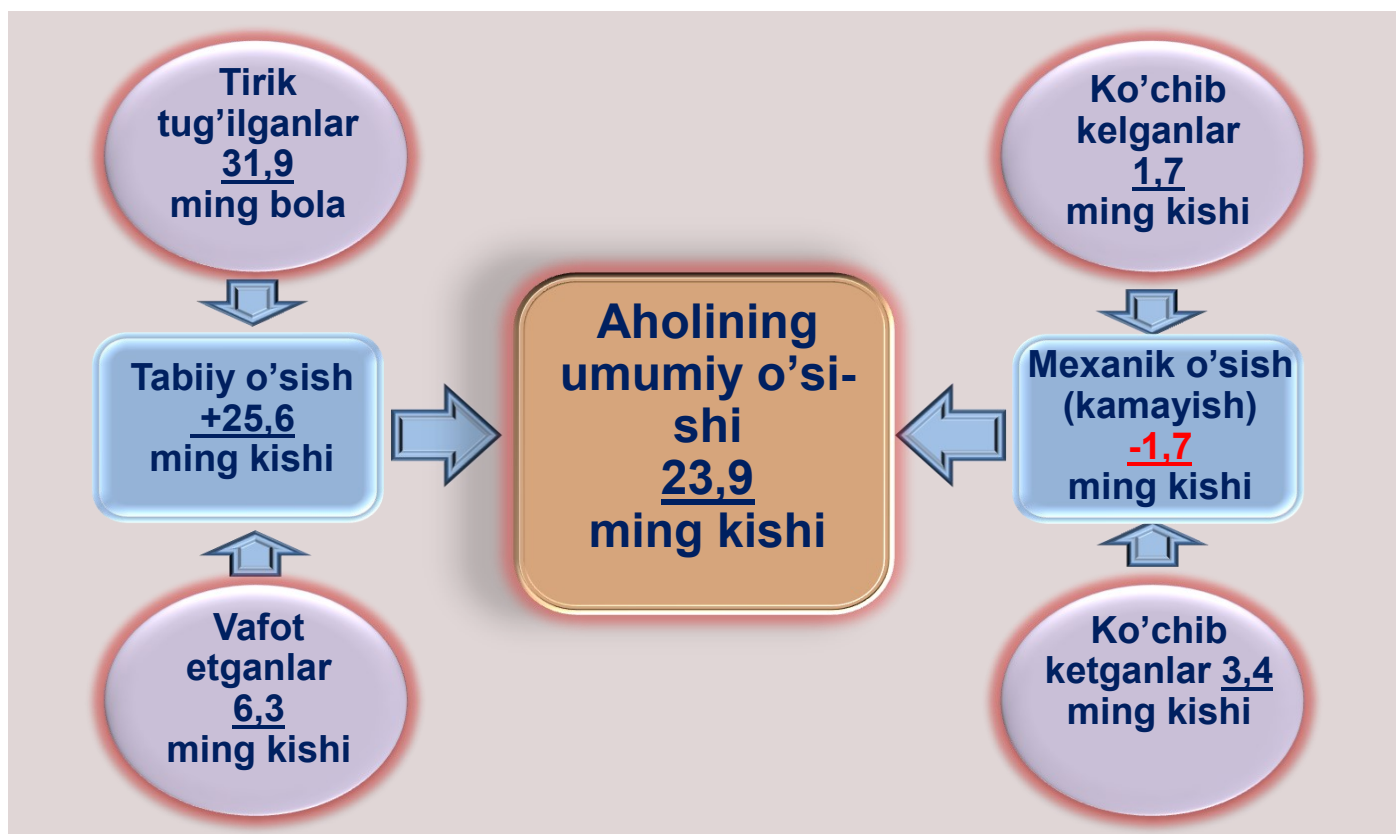 Tirik
tug’ilganlar
31,9
ming bola
Ko’chib
kelganlar
1,7
ming kishi
Tabiiy o’sish
+25,6
ming kishi
Aholining
umumiy o’si-
shi
23,9
ming kishi
Mexanik o’sish
(kamayish)
-1,7
ming kishi
Vafot
etganlar
6,3
ming kishi
Ko’chib
ketganlar 3,4
ming kishi